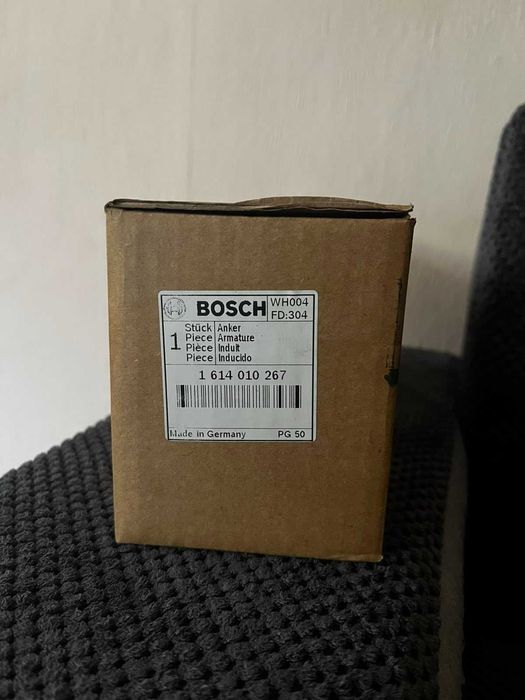 BOSCH WH004
FD:304
1 Stück Anker
Piece Armature
Pièce Induit
Piece Inducido
1 614 010 267
Made in Germany PG 50